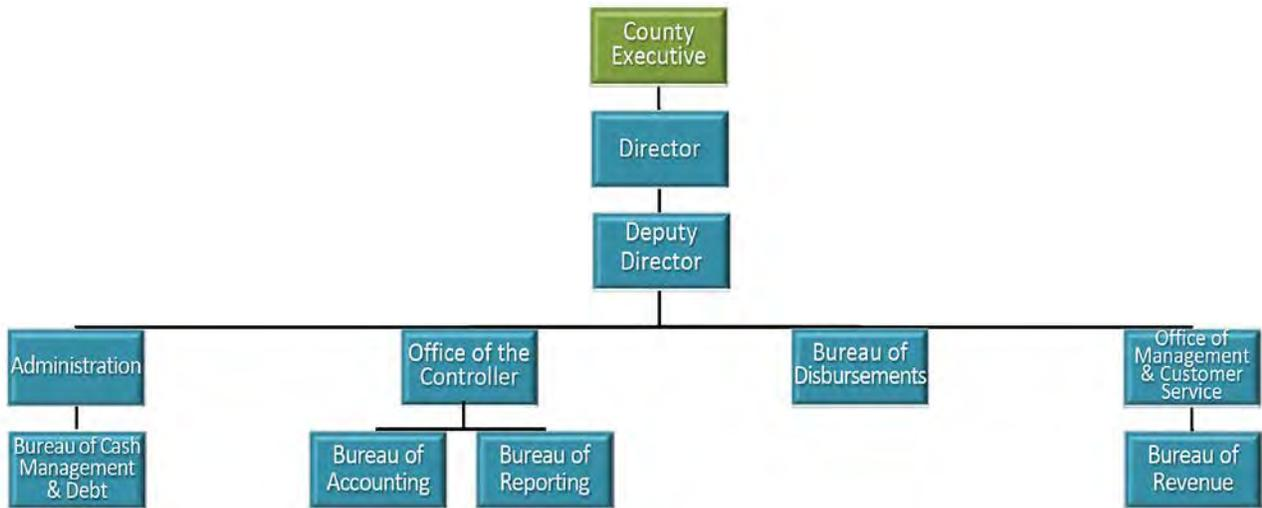 County
Executive
Director
Deputy
Director
Administration
Office of the
Controller
Bureau of
Disbursements
Office of
Management
& Customer
Service
Bureau of Cash
Management
& Debt
Bureau of
Accounting
Bureau of
Reporting
Bureau of
Revenue